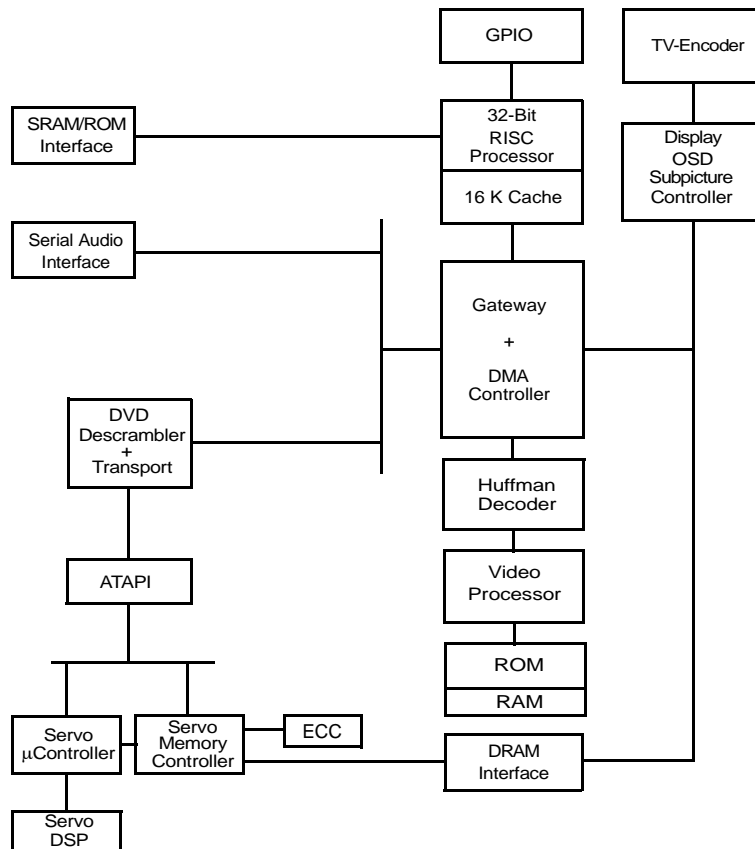 GPIO
TV-Encoder
SRAM/ROM
Interface
32-Bit
RISC
Processor
16 K Cache
Display
OSD
Subpicture
Controller
Serial Audio
Interface
Gateway
+
DMA
Controller
DVD
Descrambler
+
Transport
Huffman
Decoder
ATAPI
Video
Processor
ROM
RAM
Servo
μController
Servo
Memory
Controller
ECC
DRAM
Interface
Servo
DSP